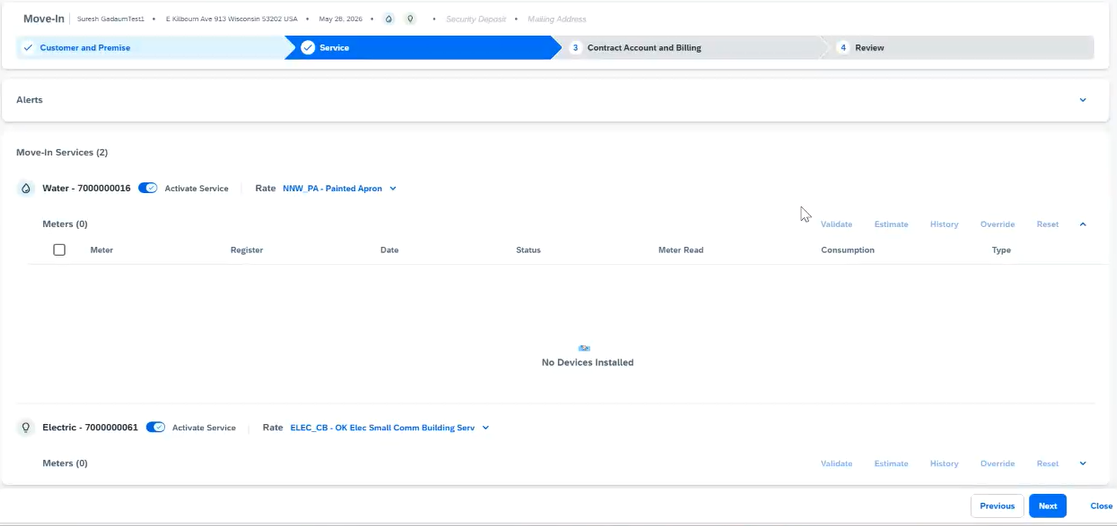 Move-In Suresh GadaumTest1 • E Kilbourn Ave 913 Wisconsin 53202 USA • May 28, 2026 • • Security Deposit • Mailing Address
Customer and Premise Service 3 Contract Account and Billing 4 Review
Alerts
Move-In Services (2)
Water - 7000000016 Activate Service Rate NNW_PA - Painted Apron
Meters (0) Validate Estimate History Override Reset
Meter Register Date Status Meter Read Consumption Type
No Devices Installed
Electric - 7000000061 Activate Service Rate ELEC_CB - OK Elec Small Comm Building Serv
Meters (0) Validate Estimate History Override Reset
Previous Next Close